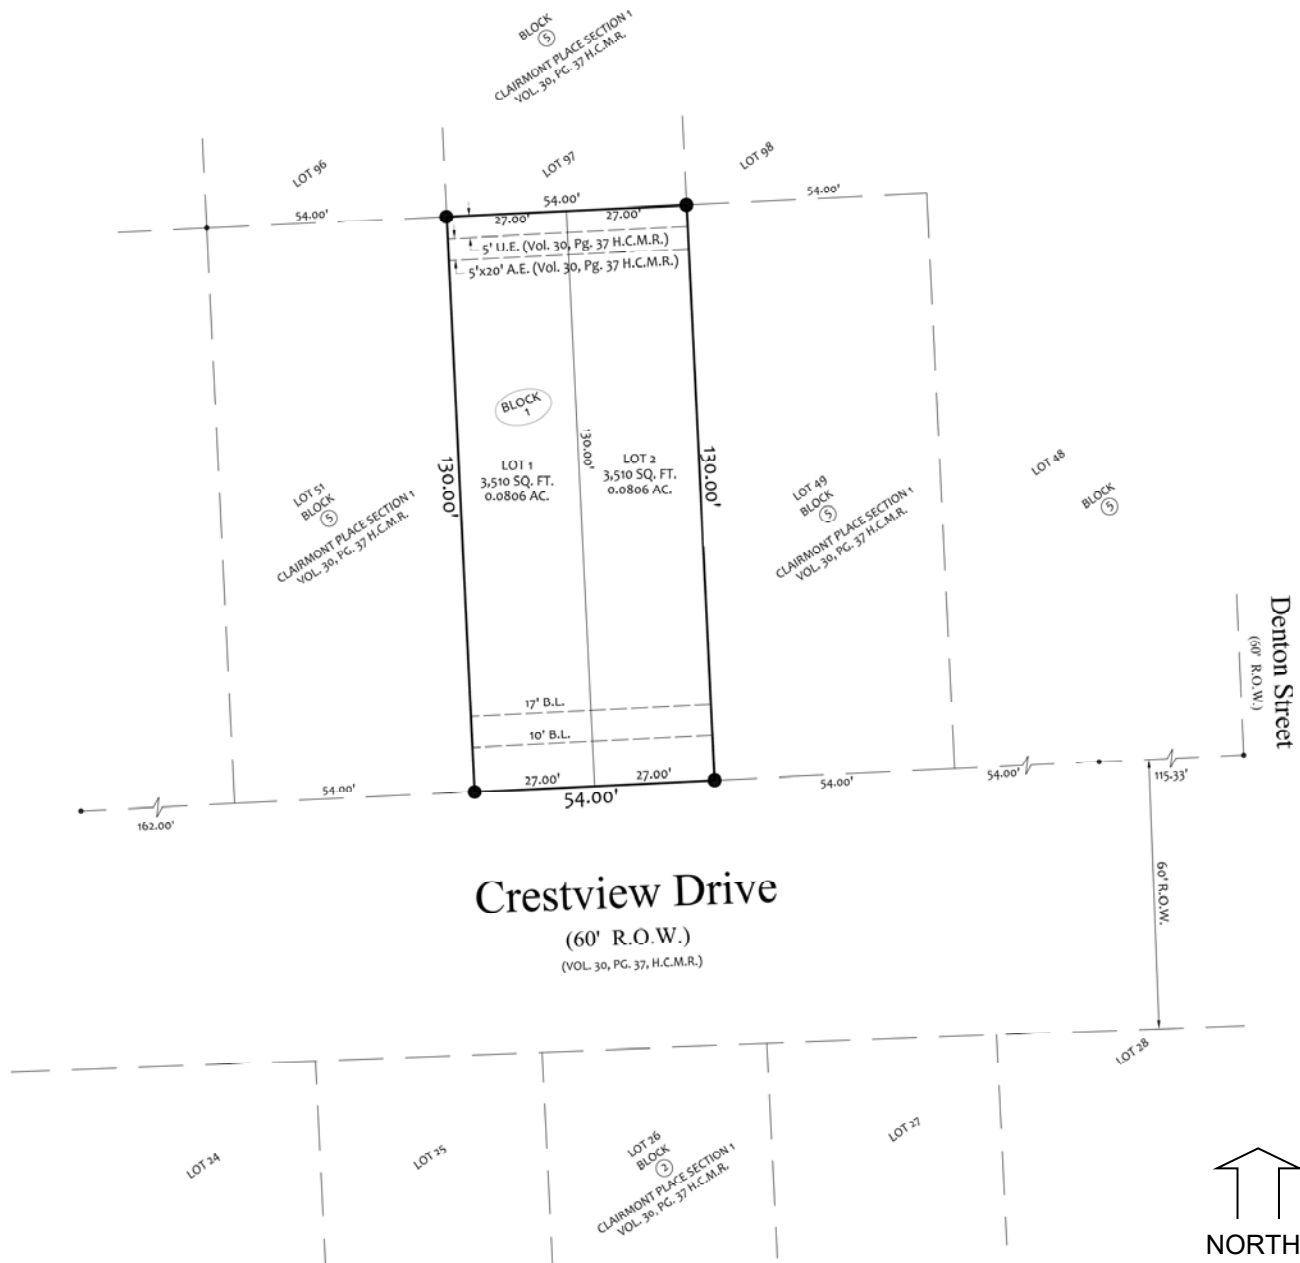 BLOCK
5
CLAIRMONT PLACE SECTION 1
VOL. 30, PG. 37 H.C.M.R.
LOT 96
LOT 97
LOT 98
54.00'
54.00'
54.00'
27.00'
27.00'
5' U.E. (Vol. 30, Pg. 37 H.C.M.R.)
5'x20' A.E. (Vol. 30, Pg. 37 H.C.M.R.)
BLOCK
1
130.00'
130.00'
130.00'
LOT 1
3,510 SQ. FT.
0.0806 AC.
LOT 2
3,510 SQ. FT.
0.0806 AC.
LOT 51
BLOCK
5
CLAIRMONT PLACE SECTION 1
VOL. 30, PG. 37 H.C.M.R.
LOT 49
BLOCK
5
CLAIRMONT PLACE SECTION 1
VOL. 30, PG. 37 H.C.M.R.
LOT 48
BLOCK
5
Denton Street
(60' R.O.W.)
17' B.L.
10' B.L.
27.00'
27.00'
54.00'
54.00'
54.00'
54.00'
115.33'
162.00'
60' R.O.W.
Crestview Drive
(60' R.O.W.)
(VOL. 30, PG. 37, H.C.M.R.)
LOT 24
LOT 25
LOT 26
BLOCK
2
CLAIRMONT PLACE SECTION 1
VOL. 30, PG. 37 H.C.M.R.
LOT 27
LOT 28
NORTH